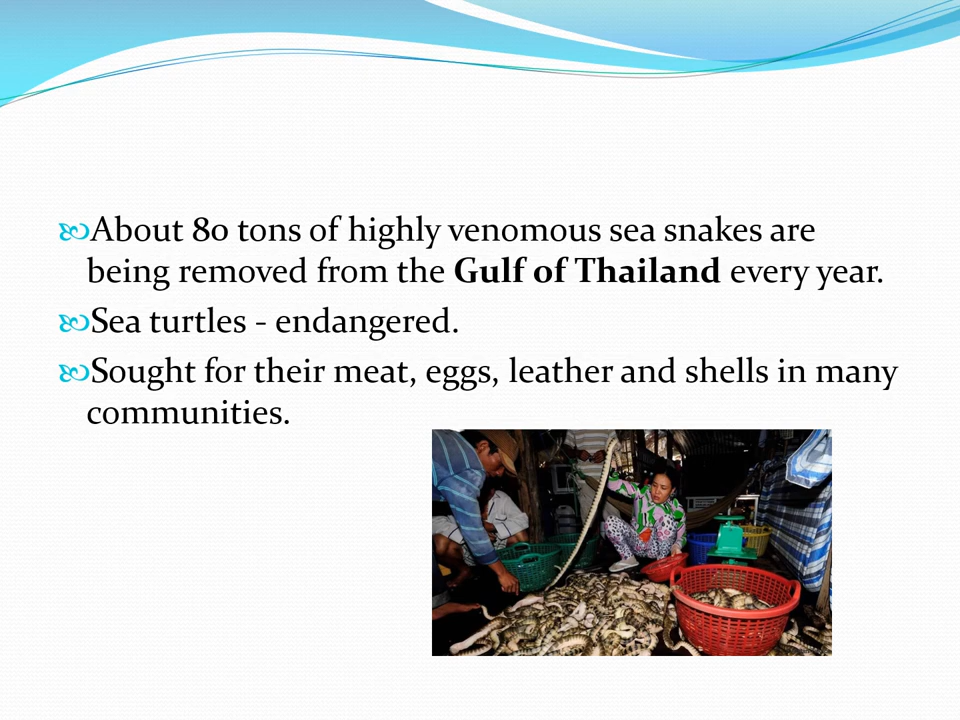 About 80 tons of highly venomous sea snakes are
being removed from the Gulf of Thailand every year.
Sea turtles - endangered.
Sought for their meat, eggs, leather and shells in many
communities.